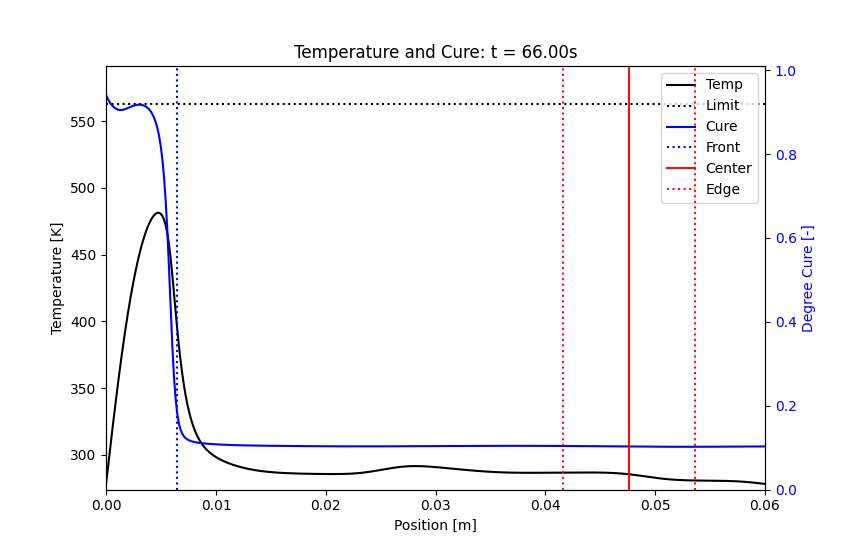 Temperature and Cure: t = 66.00s
Temp
Limit
Cure
Front
Center
Edge
Temperature [K]
550
500
450
400
350
300
Degree Cure [-]
1.0
0.8
0.6
0.4
0.2
0.0
0.00 0.01 0.02 0.03 0.04 0.05 0.06
Position [m]